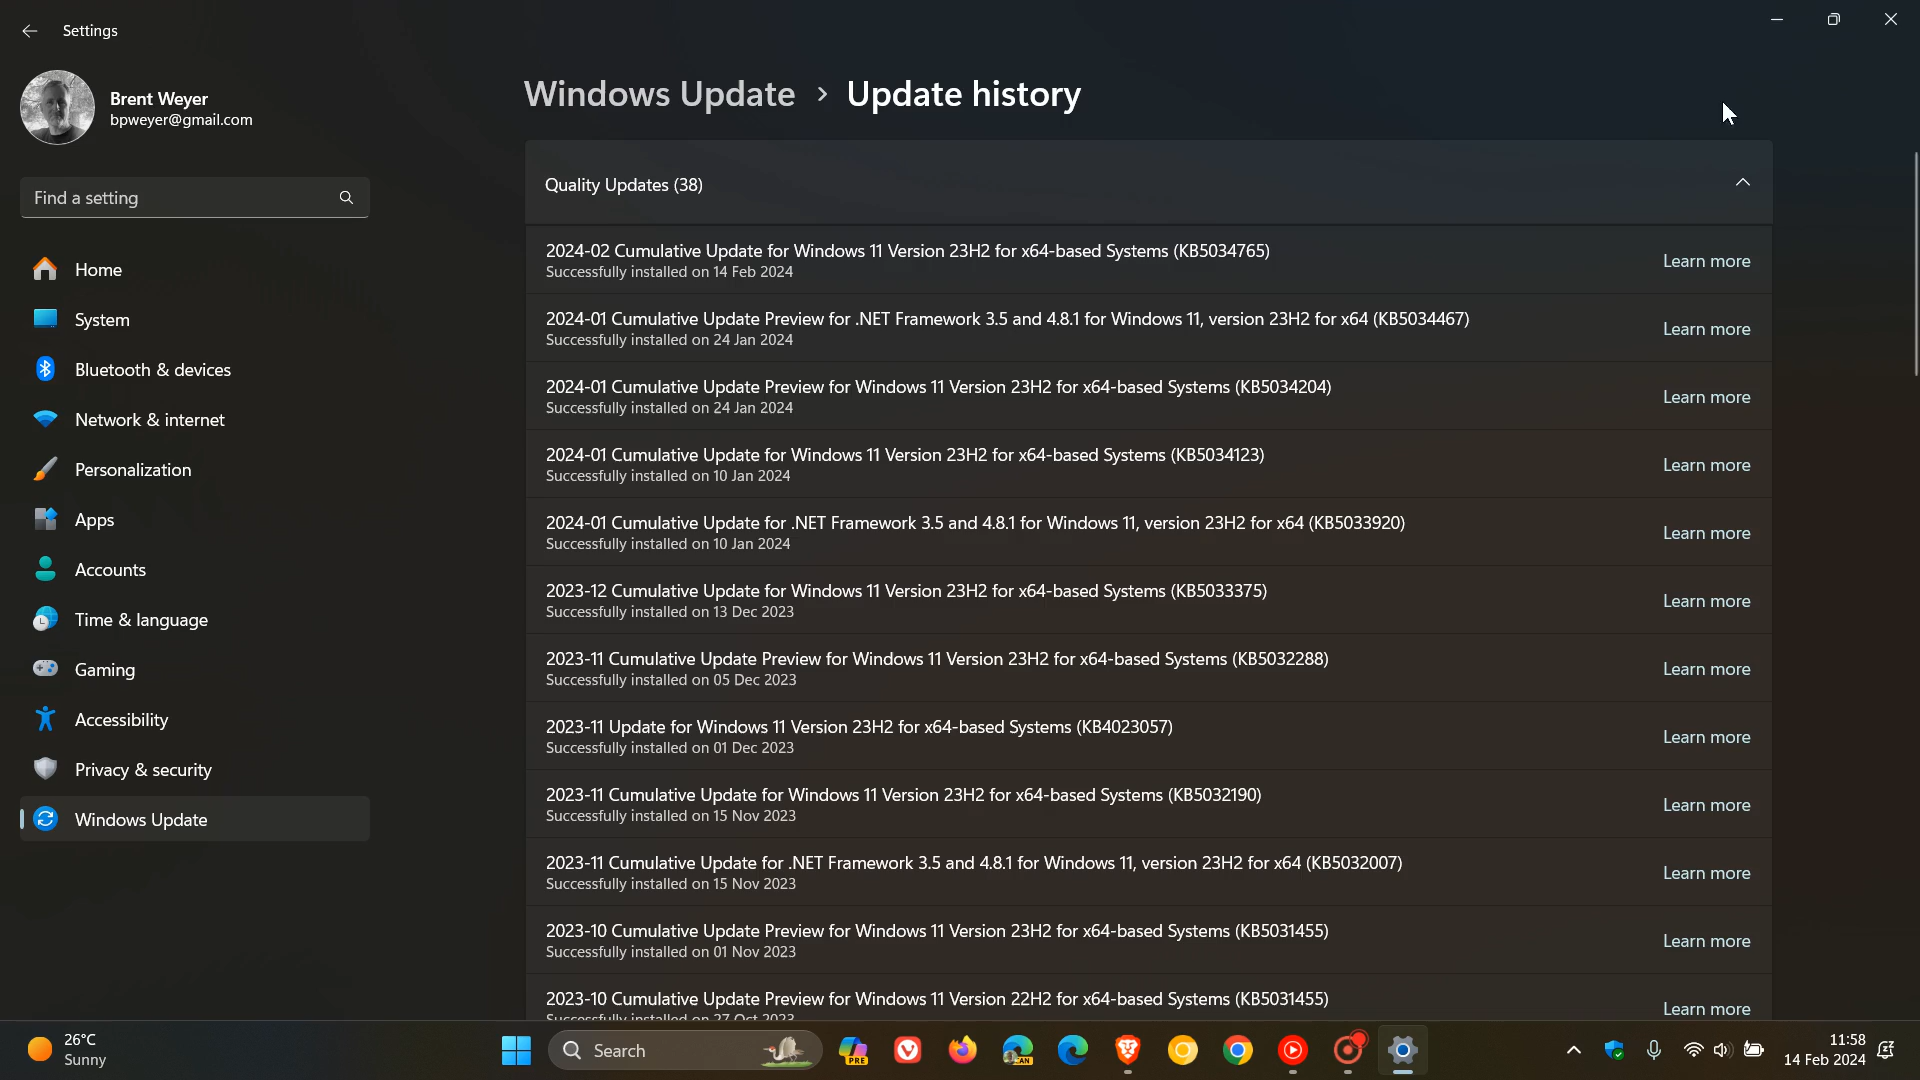 Settings
Brent Weyer
bpweyer@gmail.com
Find a setting
Home
System
Bluetooth & devices
Network & internet
Personalization
Apps
Accounts
Time & language
Gaming
Accessibility
Privacy & security
Windows Update
Windows Update > Update history
Quality Updates (38)
2024-02 Cumulative Update for Windows 11 Version 23H2 for x64-based Systems (KB5034765)
Successfully installed on 14 Feb 2024
Learn more
2024-01 Cumulative Update Preview for .NET Framework 3.5 and 4.8.1 for Windows 11, version 23H2 for x64 (KB5034467)
Successfully installed on 24 Jan 2024
Learn more
2024-01 Cumulative Update Preview for Windows 11 Version 23H2 for x64-based Systems (KB5034204)
Successfully installed on 24 Jan 2024
Learn more
2024-01 Cumulative Update for Windows 11 Version 23H2 for x64-based Systems (KB5034123)
Successfully installed on 10 Jan 2024
Learn more
2024-01 Cumulative Update for .NET Framework 3.5 and 4.8.1 for Windows 11, version 23H2 for x64 (KB5033920)
Successfully installed on 10 Jan 2024
Learn more
2023-12 Cumulative Update for Windows 11 Version 23H2 for x64-based Systems (KB5033375)
Successfully installed on 13 Dec 2023
Learn more
2023-11 Cumulative Update Preview for Windows 11 Version 23H2 for x64-based Systems (KB5032288)
Successfully installed on 05 Dec 2023
Learn more
2023-11 Update for Windows 11 Version 23H2 for x64-based Systems (KB4023057)
Successfully installed on 01 Dec 2023
Learn more
2023-11 Cumulative Update for Windows 11 Version 23H2 for x64-based Systems (KB5032190)
Successfully installed on 15 Nov 2023
Learn more
2023-11 Cumulative Update for .NET Framework 3.5 and 4.8.1 for Windows 11, version 23H2 for x64 (KB5032007)
Successfully installed on 15 Nov 2023
Learn more
2023-10 Cumulative Update Preview for Windows 11 Version 23H2 for x64-based Systems (KB5031455)
Successfully installed on 01 Nov 2023
Learn more
2023-10 Cumulative Update Preview for Windows 11 Version 22H2 for x64-based Systems (KB5031455)
Successfully installed on 27 Oct 2023
Learn more
26°C
Sunny
Search
PRE
CAN
11:58
14 Feb 2024